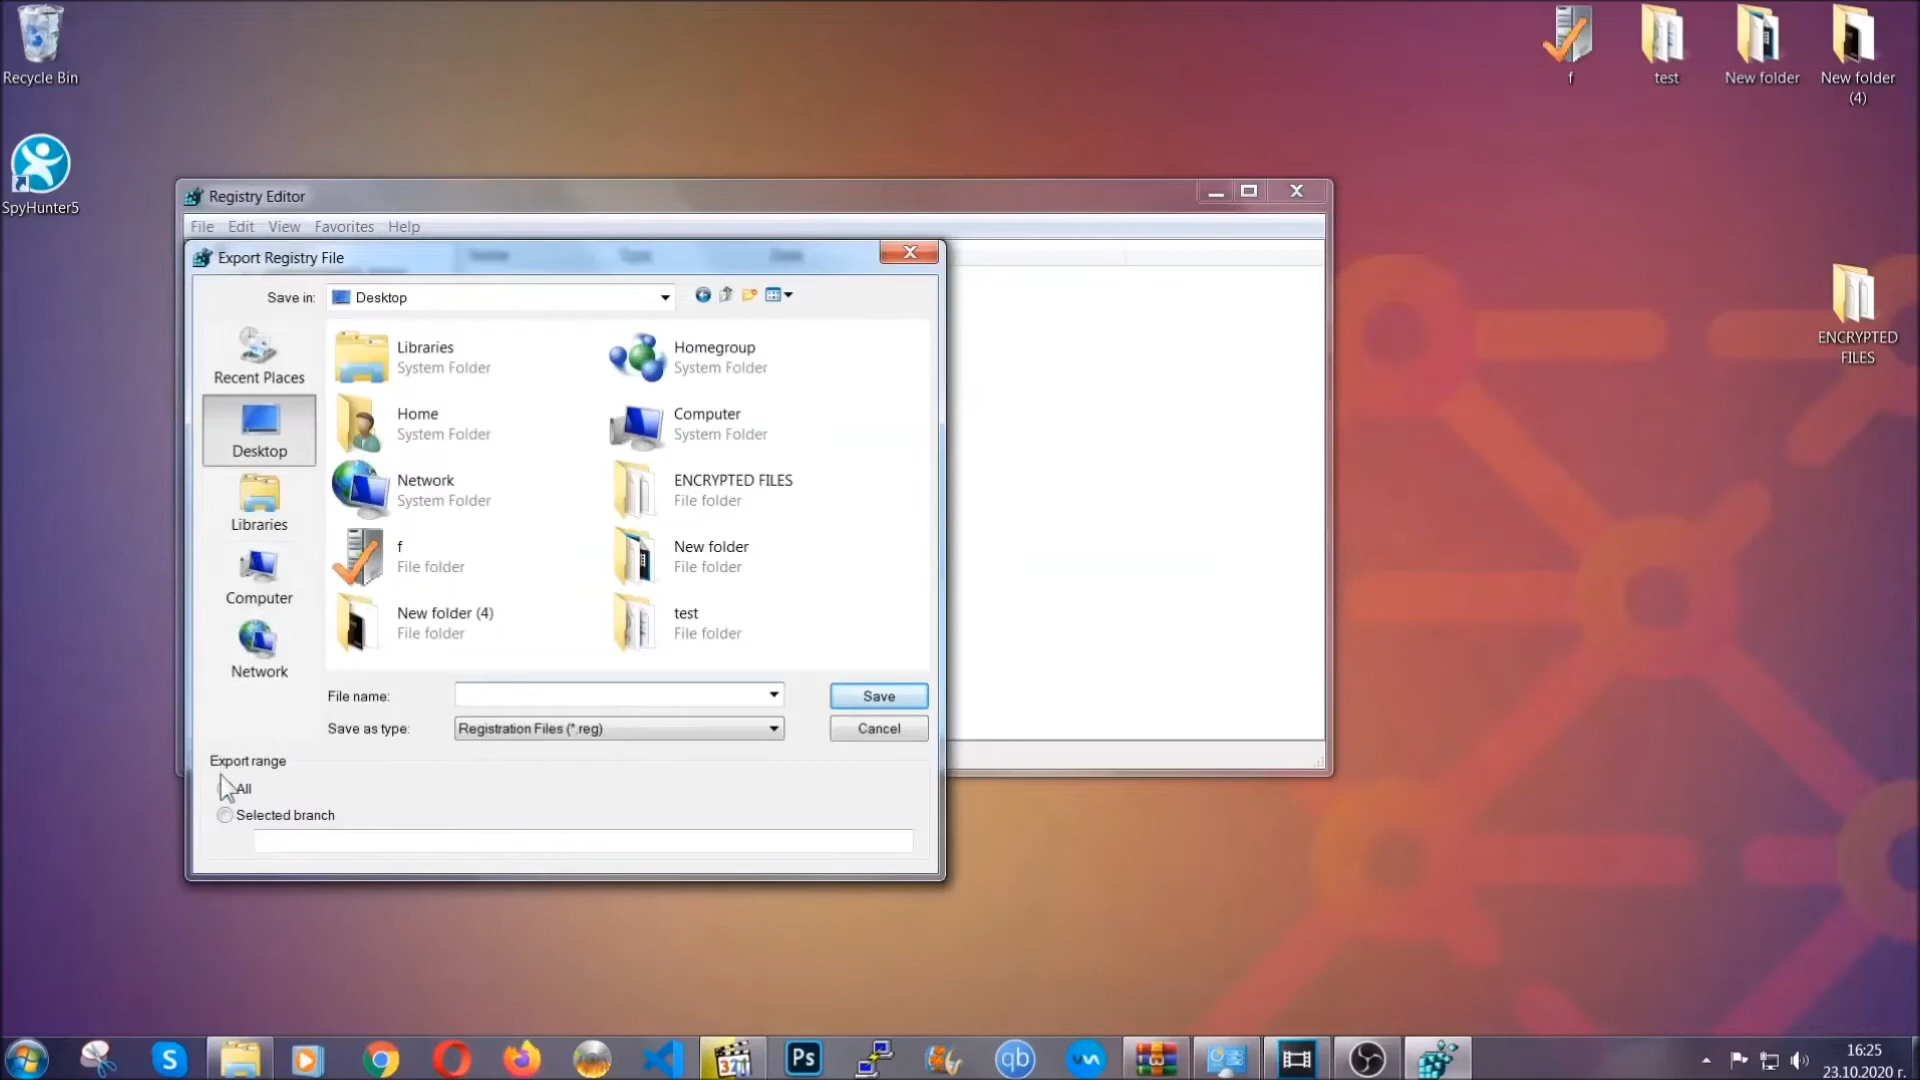 Recycle Bin
SpyHunter5
f
test
New folder
New folder
(4)
ENCRYPTED
FILES
Registry Editor
File Edit View Favorites Help
Export Registry File
Save in:
Desktop
Recent Places
Desktop
Libraries
Computer
Network
Libraries
System Folder
Homegroup
System Folder
Home
System Folder
Computer
System Folder
Network
System Folder
ENCRYPTED FILES
File folder
f
File folder
New folder
File folder
New folder (4)
File folder
test
File folder
File name:
Save
Save as type:
Registration Files (*.reg)
Cancel
Export range
All
Selected branch
S
321
Ps
qb
16:25
23.10.2020 г.